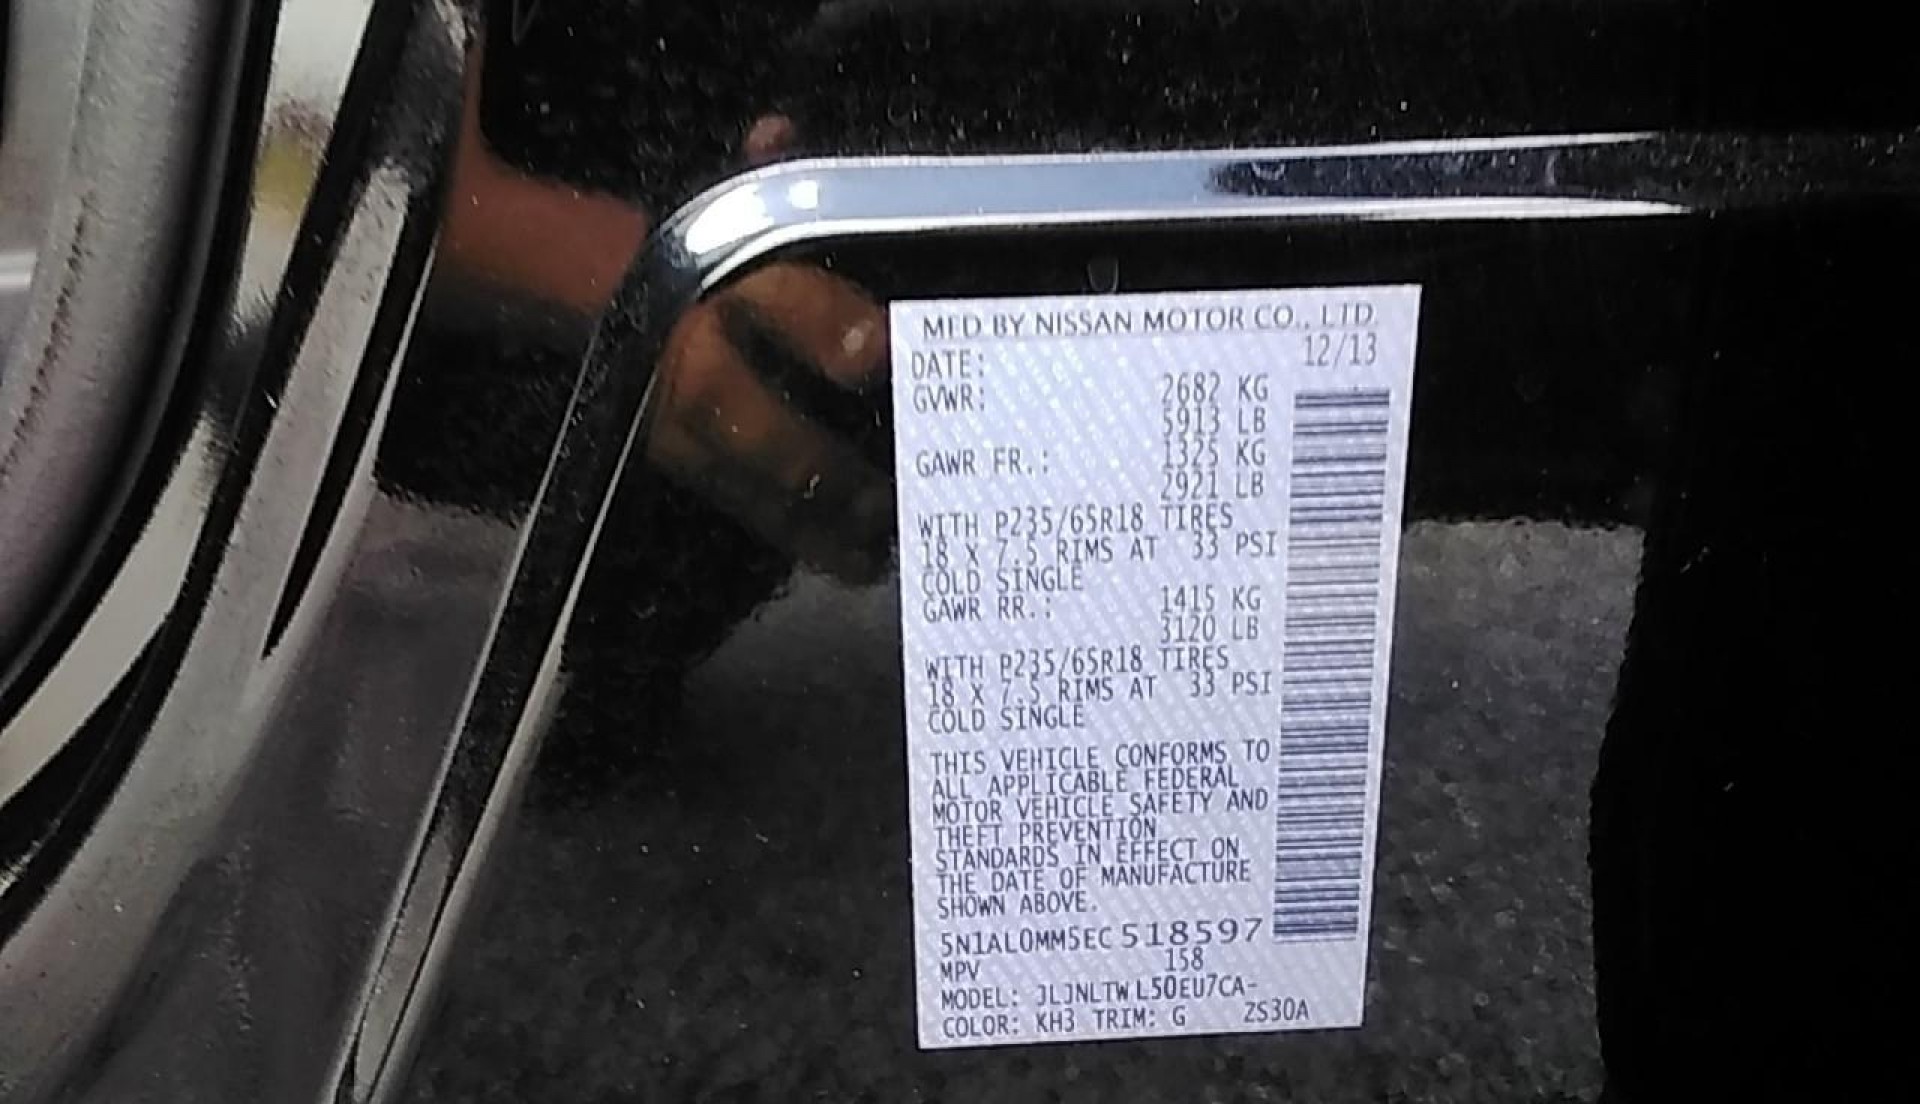 MFD BY NISSAN MOTOR CO., LTD.
DATE: 12/13
GVWR: 2682 KG
5913 LB
GAWR FR.: 1325 KG
2921 LB
WITH P235/65R18 TIRES
18 X 7.5 RIMS AT 33 PSI
COLD SINGLE
GAWR RR.: 1415 KG
3120 LB
WITH P235/65R18 TIRES
18 X 7.5 RIMS AT 33 PSI
COLD SINGLE
THIS VEHICLE CONFORMS TO
ALL APPLICABLE FEDERAL
MOTOR VEHICLE SAFETY AND
THEFT PREVENTION
STANDARDS IN EFFECT ON
THE DATE OF MANUFACTURE
SHOWN ABOVE.
5N1AL0MM5EC518597
MPV 158
MODEL: JLJNLTWL50EU7CA-
COLOR: KH3 TRIM: G ZS30A